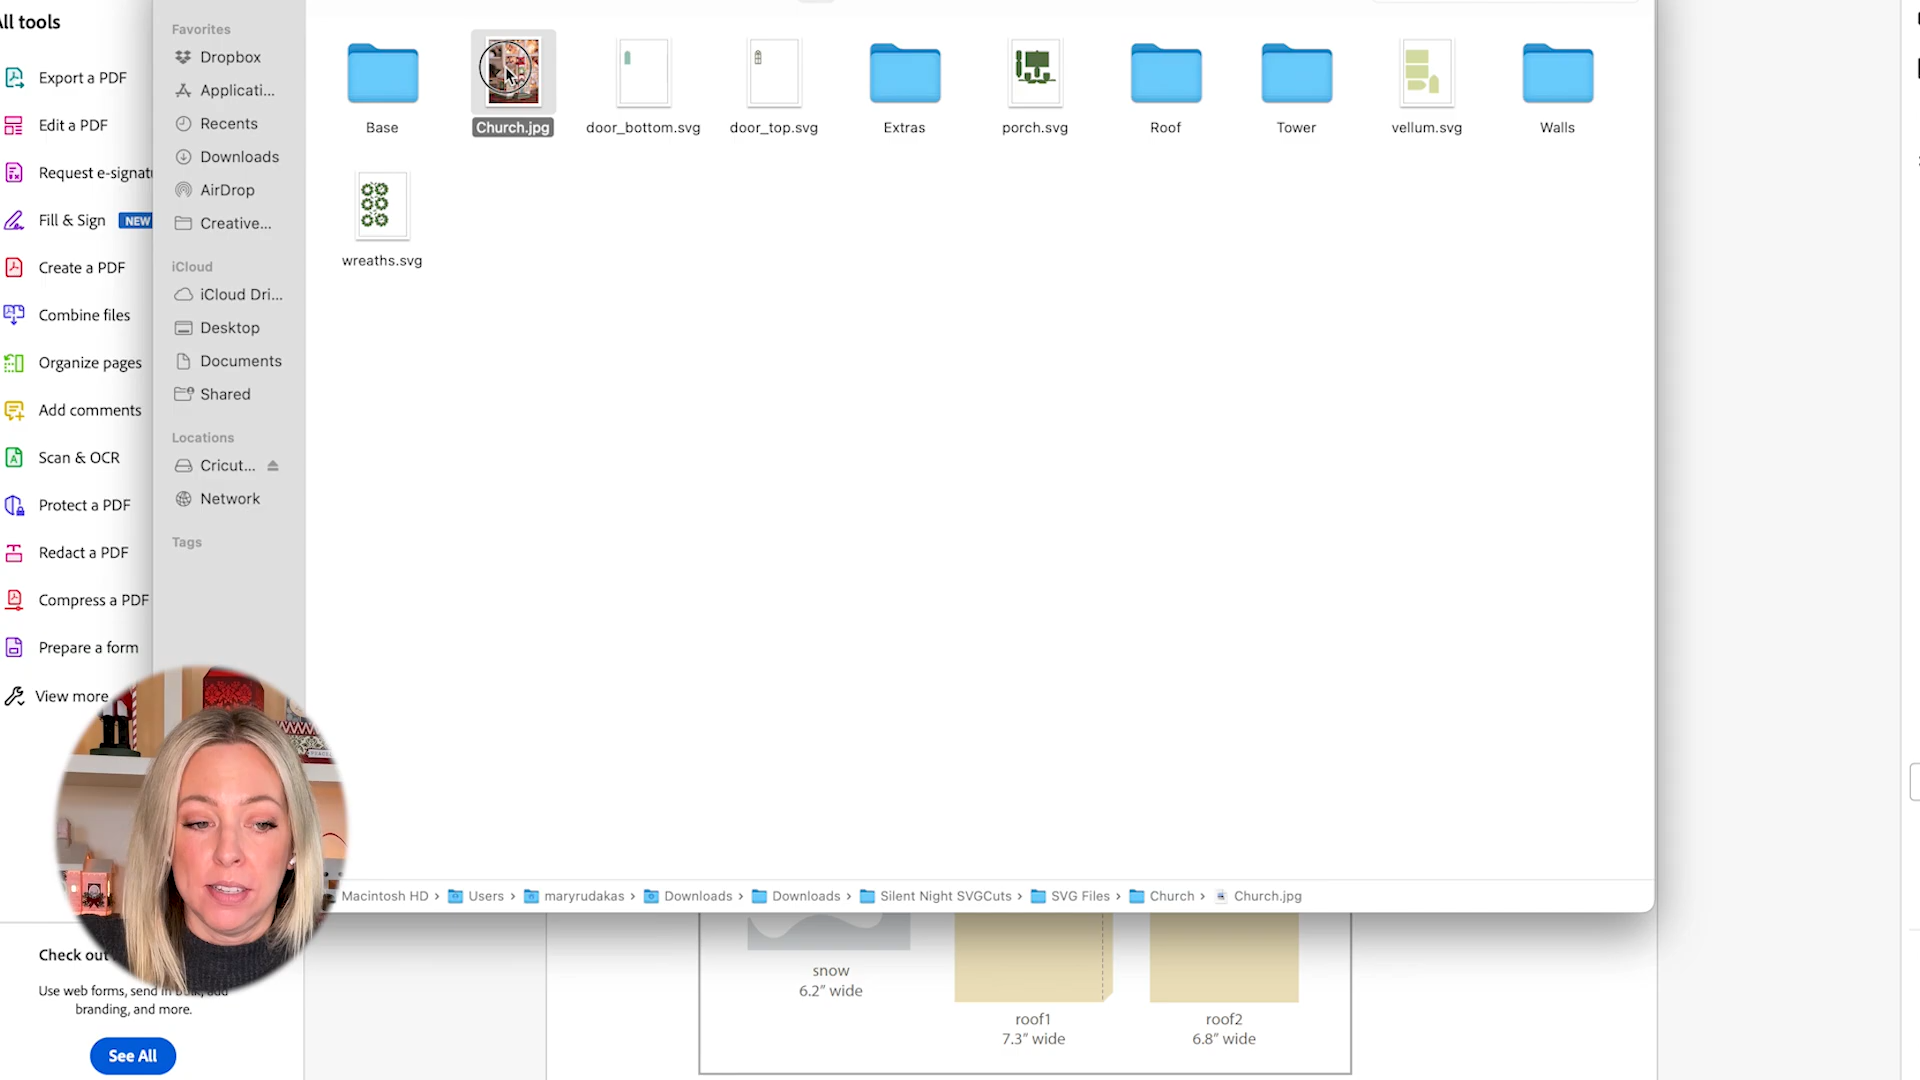 All tools
Export a PDF
Edit a PDF
Request e-signatu
Fill & Sign NEW
Create a PDF
Combine files
Organize pages
Add comments
Scan & OCR
Protect a PDF
Redact a PDF
Compress a PDF
Prepare a form
View more
Check out
Use web forms, send in bulk, add
branding, and more.
See All
Favorites
Dropbox
Applicati...
Recents
Downloads
AirDrop
Creative...
iCloud
iCloud Dri...
Desktop
Documents
Shared
Locations
Cricut...
Network
Tags
Base
Church.jpg
door_bottom.svg
door_top.svg
Extras
porch.svg
Roof
Tower
vellum.svg
Walls
wreaths.svg
Macintosh HD › Users › maryrudakas › Downloads › Downloads › Silent Night SVGCuts › SVG Files › Church › Church.jpg
snow
6.2” wide
roof1
7.3” wide
roof2
6.8” wide